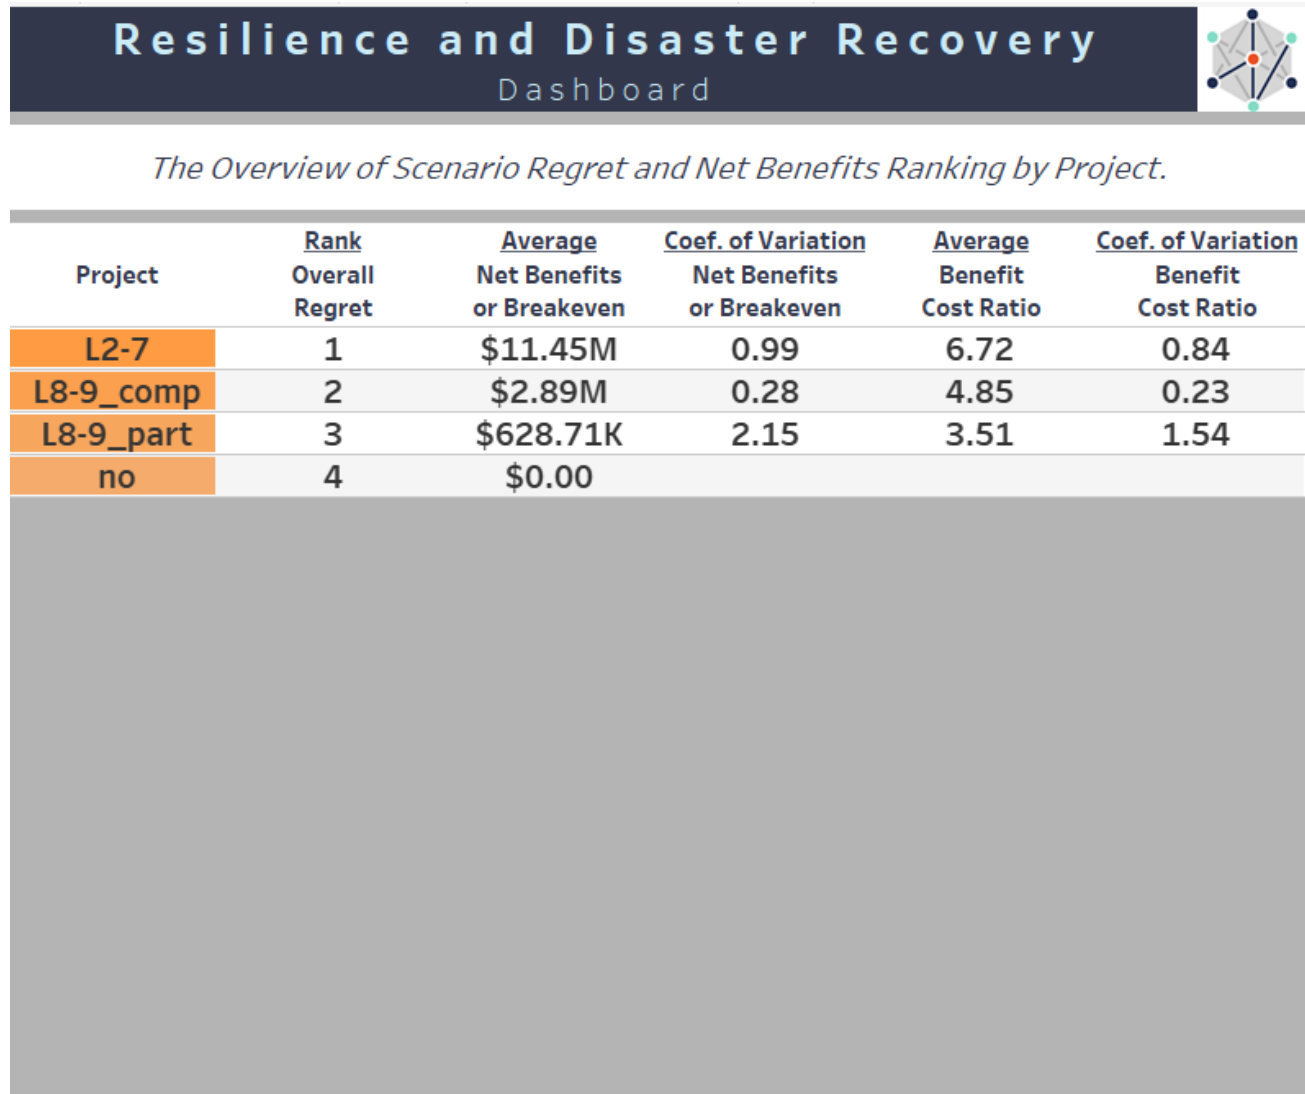 Resilience and Disaster Recovery
Dashboard
The Overview of Scenario Regret and Net Benefits Ranking by Project.
Project Rank Overall Regret Average Net Benefits or Breakeven Coef. of Variation Net Benefits or Breakeven Average Benefit Cost Ratio Coef. of Variation Benefit Cost Ratio
L2-7 1 $11.45M 0.99 6.72 0.84
L8-9_comp 2 $2.89M 0.28 4.85 0.23
L8-9_part 3 $628.71K 2.15 3.51 1.54
no 4 $0.00